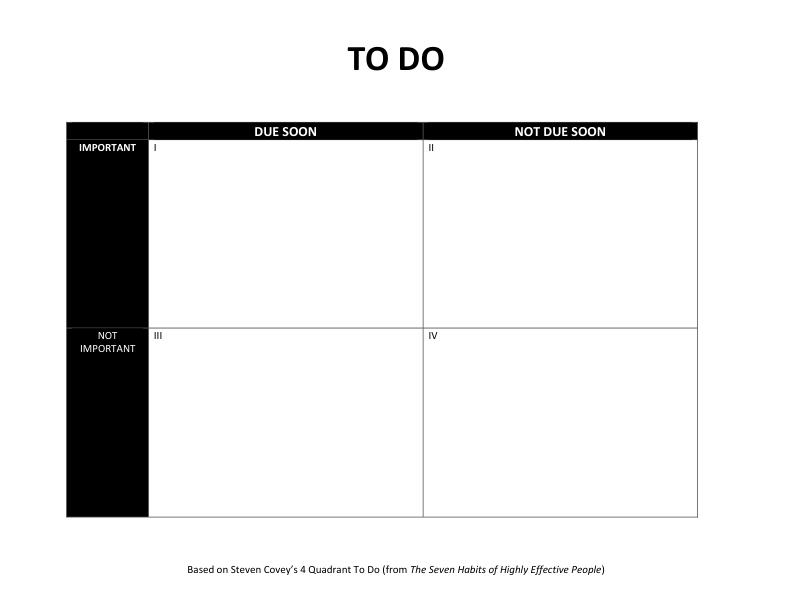 TO DO
DUE SOON NOT DUE SOON
IMPORTANT I II
NOT III IV
IMPORTANT
Based on Steven Covey’s 4 Quadrant To Do (from The Seven Habits of Highly Effective People)